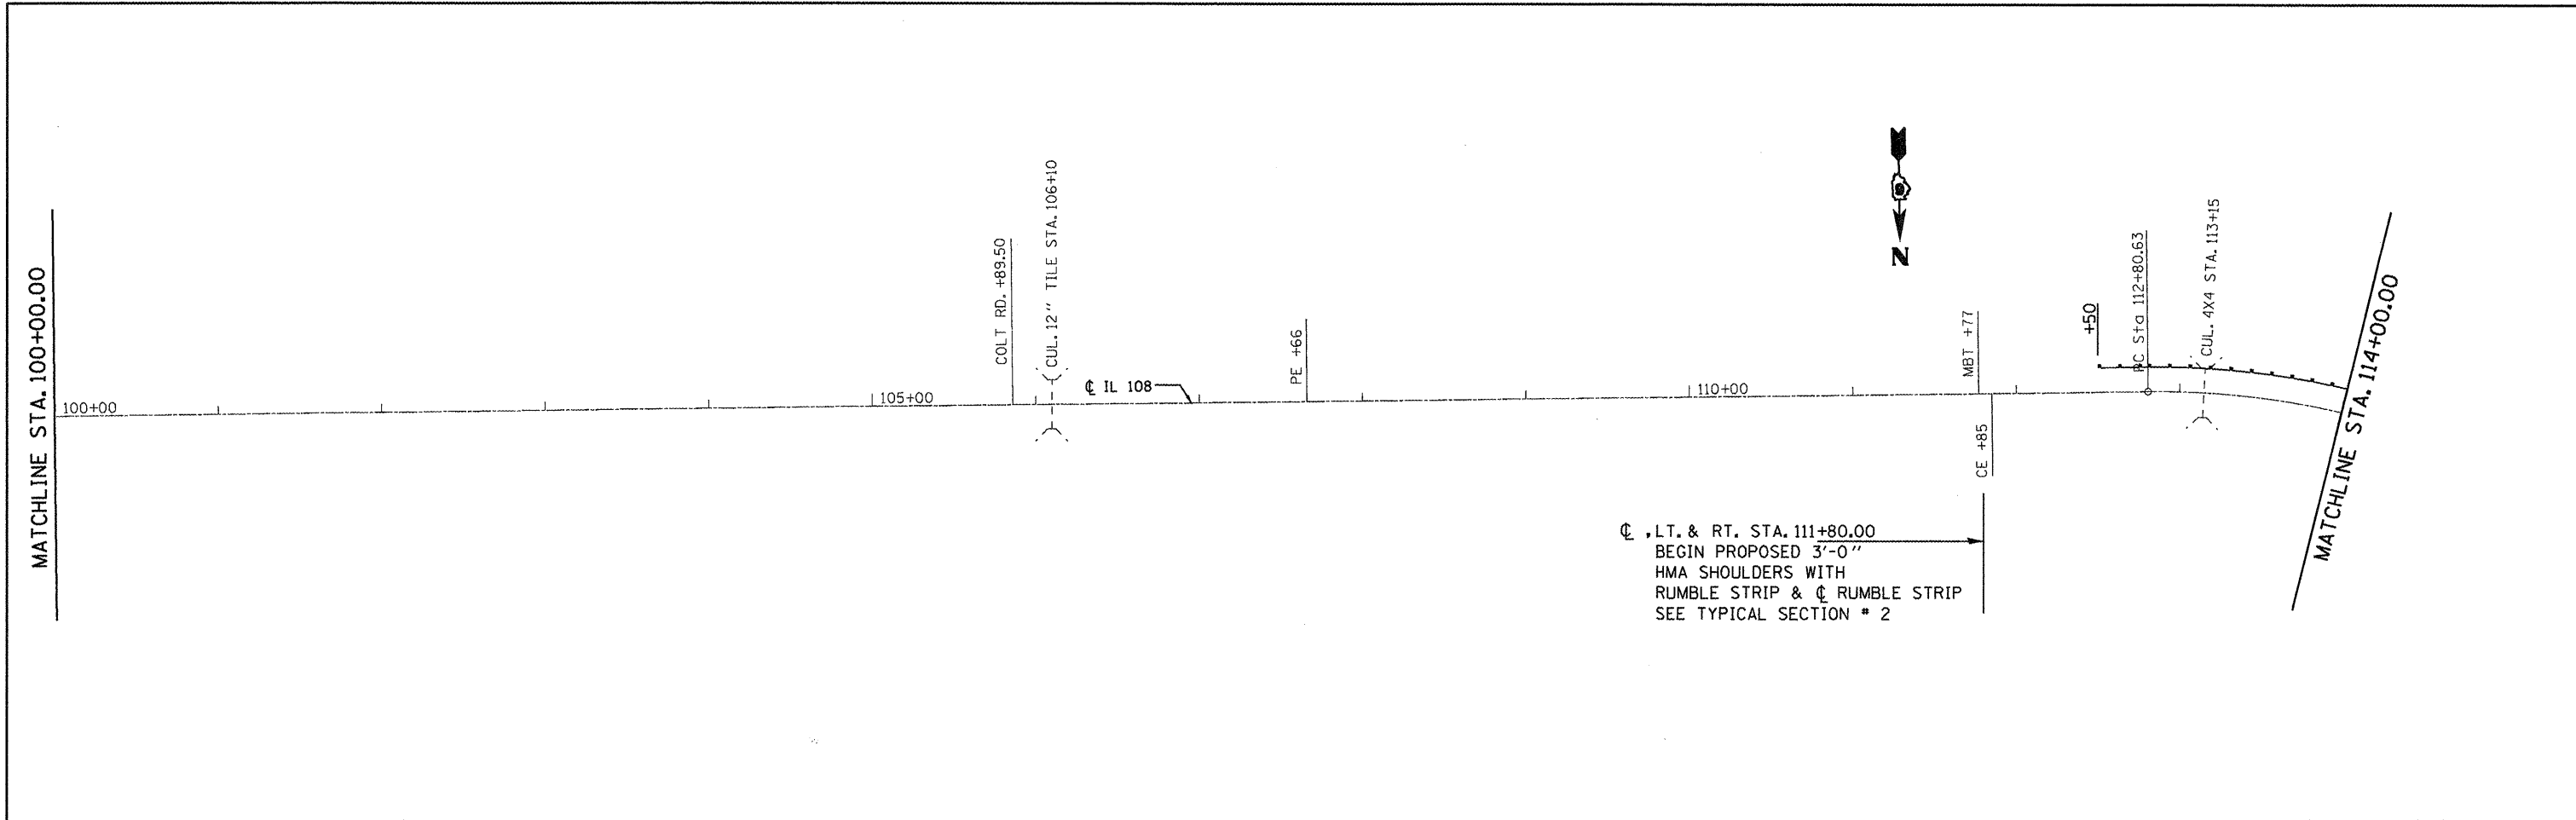 MATCHLINE STA. 100+00.00
100+00
105+00
COLT RD. +89.50
CUL. 12" TILE STA. 106+10
℄ IL 108
PE +66
110+00
N
MBT +77
CE +85
+50
PC Sta 112+80.63
CUL. 4X4 STA. 113+15
MATCHLINE STA. 114+00.00
℄ , LT. & RT. STA. 111+80.00
BEGIN PROPOSED 3'-0"
HMA SHOULDERS WITH
RUMBLE STRIP & ℄ RUMBLE STRIP
SEE TYPICAL SECTION # 2